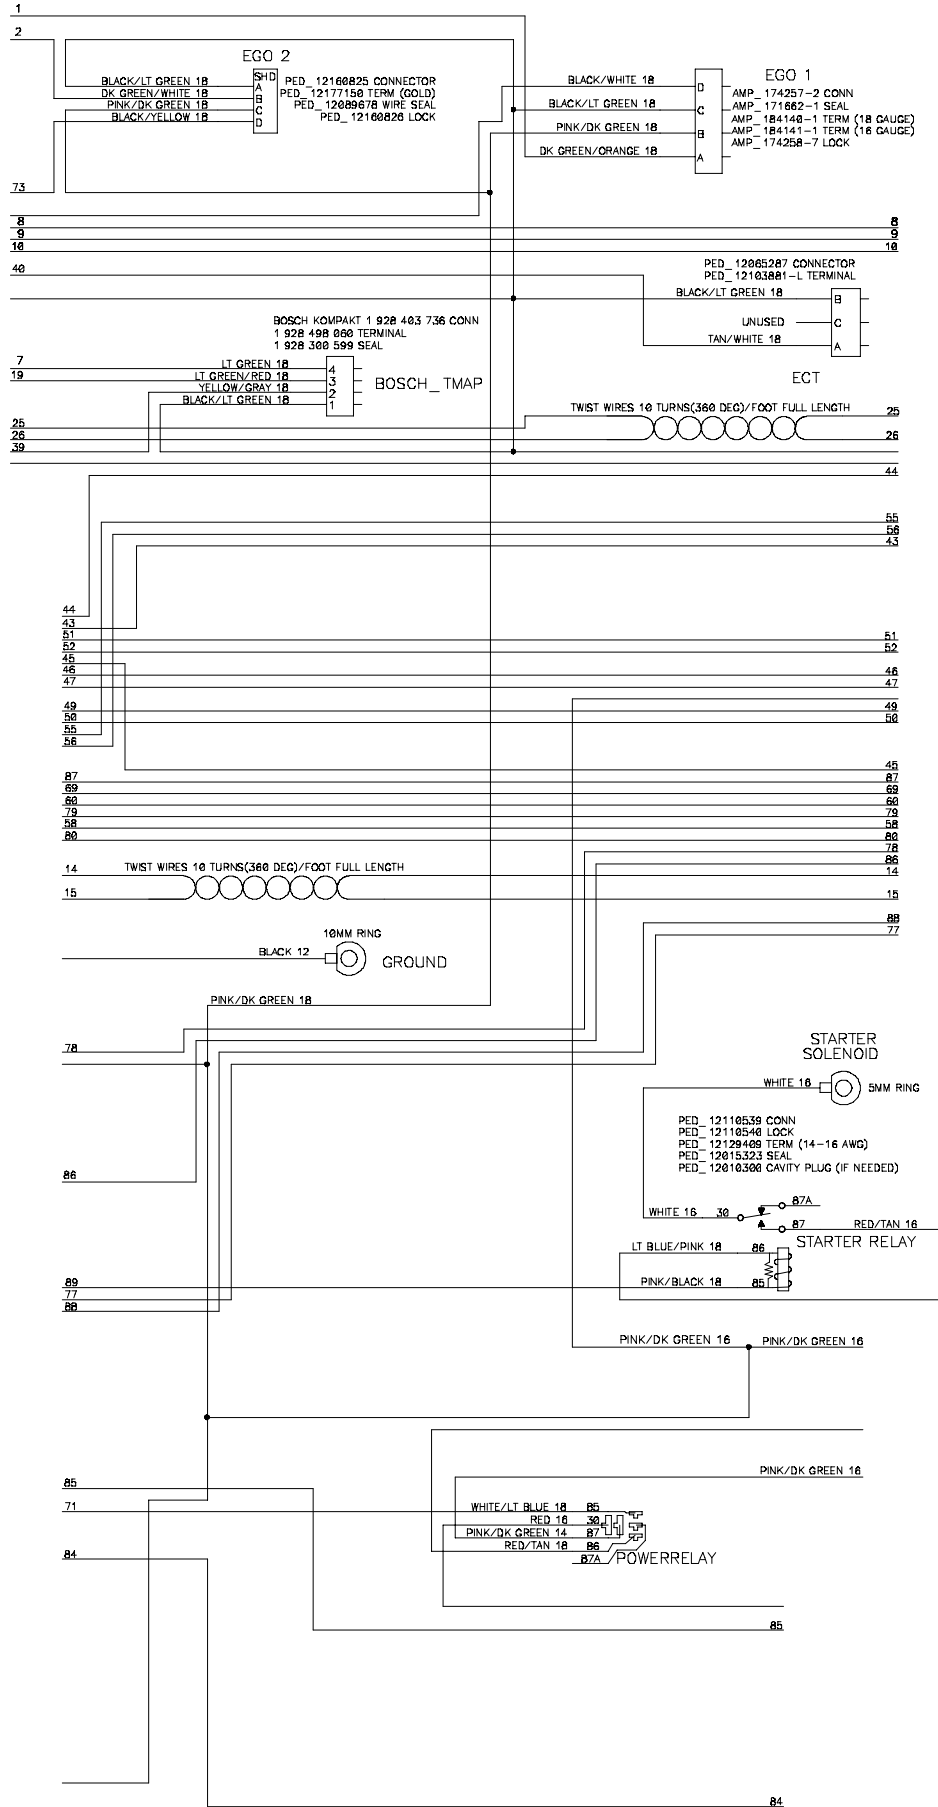 1
2
EGO 2
SHD
BLACK/LT GREEN 18 A
DK GREEN/WHITE 18 B
PINK/DK GREEN 18 C
BLACK/YELLOW 18 D
PED_ 12160825 CONNECTOR
PED_ 12177150 TERM (GOLD)
PED_ 12089678 WIRE SEAL
PED_ 12160826 LOCK
EGO 1
BLACK/WHITE 18 D
BLACK/LT GREEN 18 C
PINK/DK GREEN 18 B
DK GREEN/ORANGE 18 A
AMP_ 174257-2 CONN
AMP_ 171662-1 SEAL
AMP_ 184140-1 TERM (18 GAUGE)
AMP_ 184141-1 TERM (16 GAUGE)
AMP_ 174258-7 LOCK
73
8 8
9 9
10 10
40
PED_ 12065287 CONNECTOR
PED_ 12103881-L TERMINAL
BLACK/LT GREEN 18 B
UNUSED C
TAN/WHITE 18 A
ECT
BOSCH KOMPAKT 1 928 403 736 CONN
1 928 498 060 TERMINAL
1 928 300 599 SEAL
7 LT GREEN 18 4
19 LT GREEN/RED 18 3
YELLOW/GRAY 18 2
BLACK/LT GREEN 18 1
BOSCH_ TMAP
TWIST WIRES 10 TURNS(360 DEG)/FOOT FULL LENGTH
25 25
26 26
39
44
55
56
43
44
43
51 51
52 52
45
46 46
47 47
49 49
50 50
55
56
45
87 87
69 69
60 60
79 79
58 58
80 80
78
86
14 TWIST WIRES 10 TURNS(360 DEG)/FOOT FULL LENGTH 14
15 15
88
77
10MM RING
BLACK 12
GROUND
PINK/DK GREEN 18
78
STARTER
SOLENOID
WHITE 16
5MM RING
PED_ 12110539 CONN
PED_ 12110540 LOCK
PED_ 12129409 TERM (14-16 AWG)
PED_ 12015323 SEAL
PED_ 12010300 CAVITY PLUG (IF NEEDED)
86
87A
WHITE 16 30
87 RED/TAN 16
STARTER RELAY
LT BLUE/PINK 18 86
89 PINK/BLACK 18 85
77
88
PINK/DK GREEN 16 PINK/DK GREEN 16
PINK/DK GREEN 16
85
71 WHITE/LT BLUE 18 85
RED 16 30
PINK/DK GREEN 14 87
RED/TAN 18 86
87A POWERRELAY
84
85
84